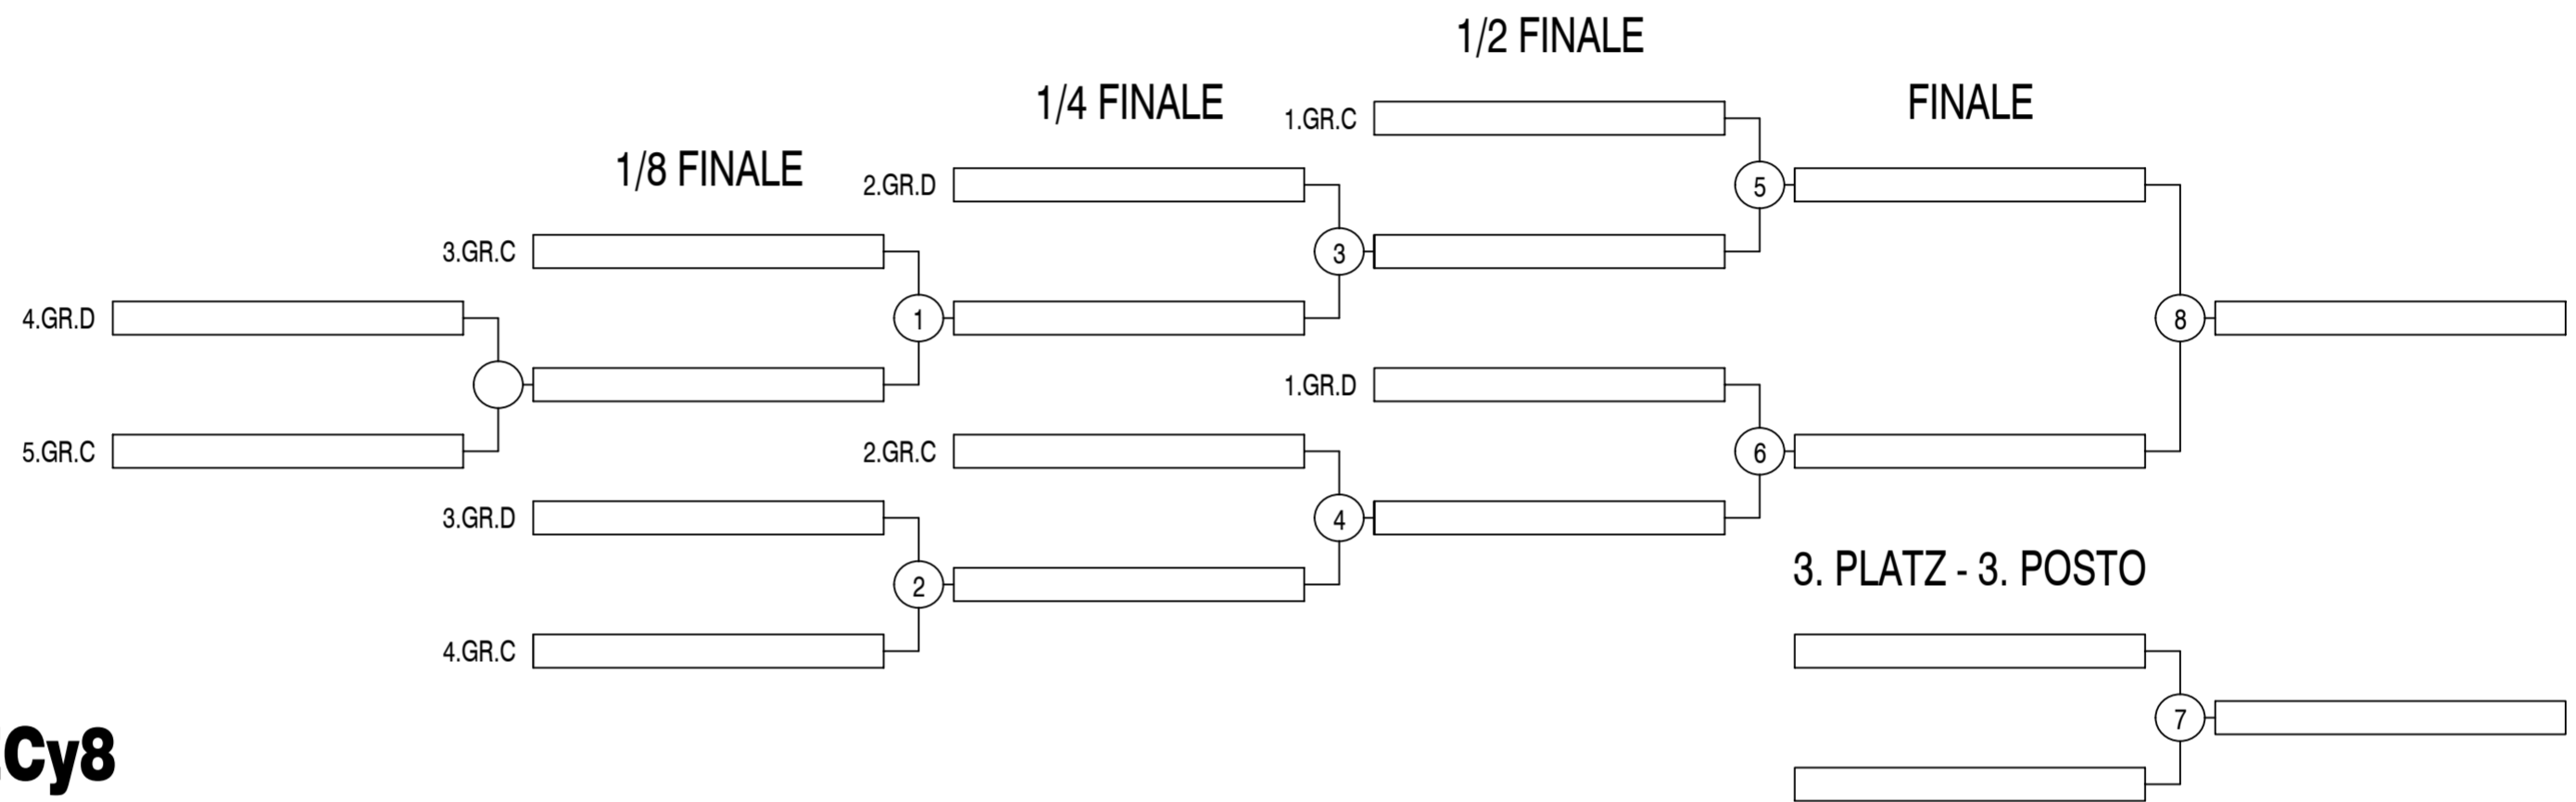 1/2 FINALE
1/4 FINALE
FINALE
1.GR.C
1/8 FINALE
2.GR.D
5
3.GR.C
3
4.GR.D
1
8
1.GR.D
5.GR.C
2.GR.C
6
3.GR.D
4
3. PLATZ - 3. POSTO
2
4.GR.C
7
Cy8